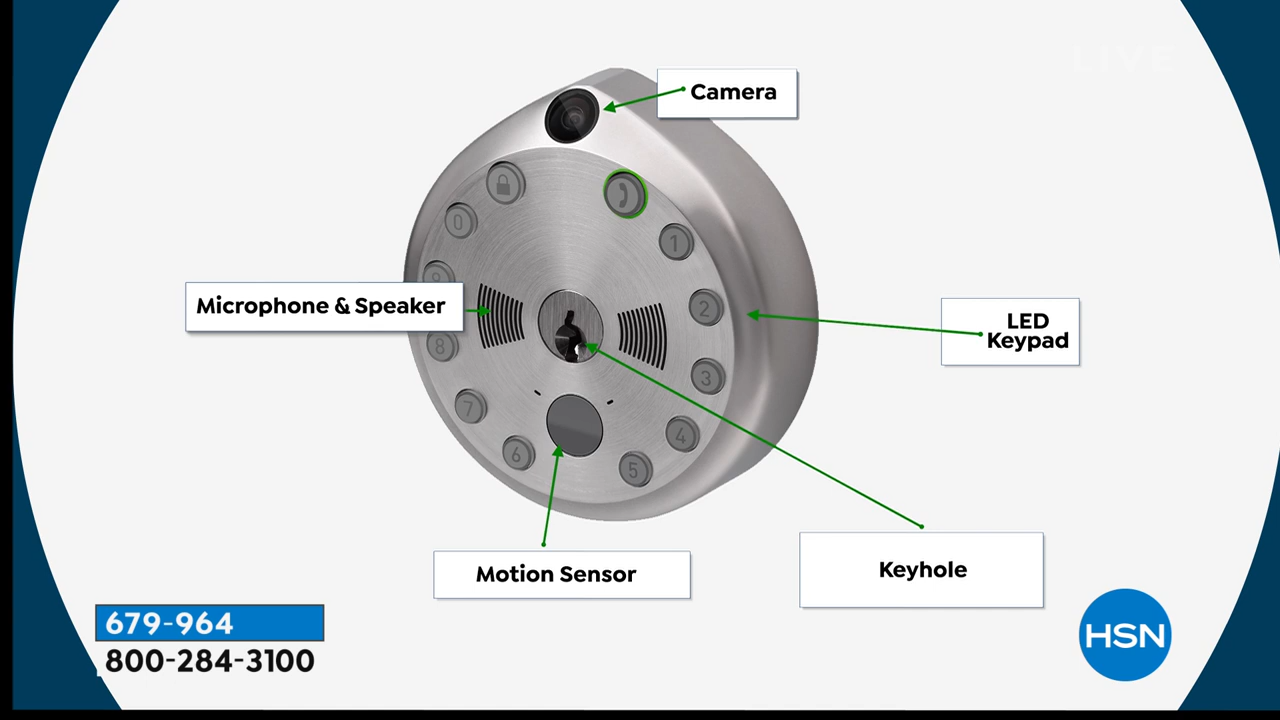 LIVE
Camera
0
1
9
Microphone & Speaker
2
LED
Keypad
8
3
7
4
6
5
Motion Sensor
Keyhole
679-964
800-284-3100
HSN